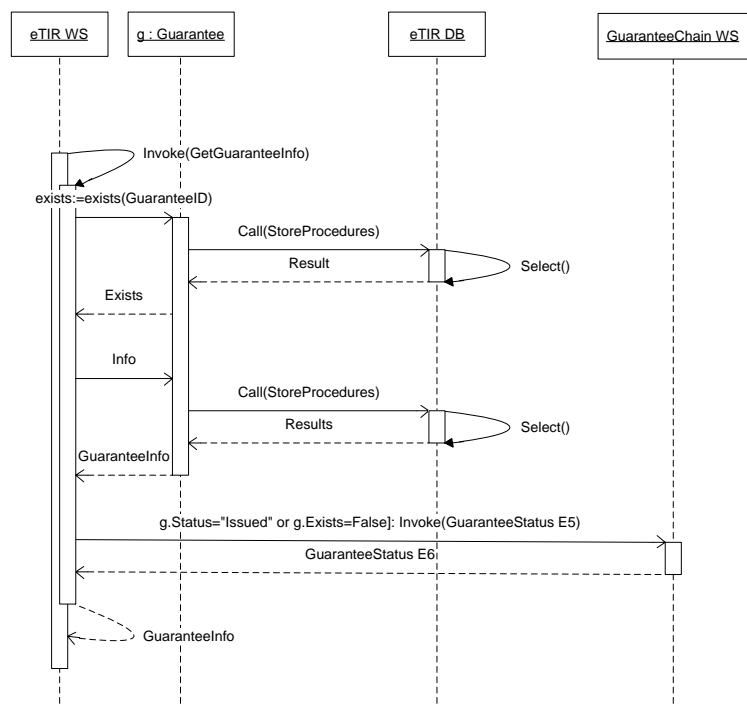 eTIR WS
g : Guarantee
eTIR DB
GuaranteeChain WS
Invoke(GetGuaranteeInfo)
exists:=exists(GuaranteeID)
Call(StoreProcedures)
Result
Select()
Exists
Info
Call(StoreProcedures)
Results
Select()
GuaranteeInfo
g.Status="Issued" or g.Exists=False]: Invoke(GuaranteeStatus E5)
GuaranteeStatus E6
GuaranteeInfo